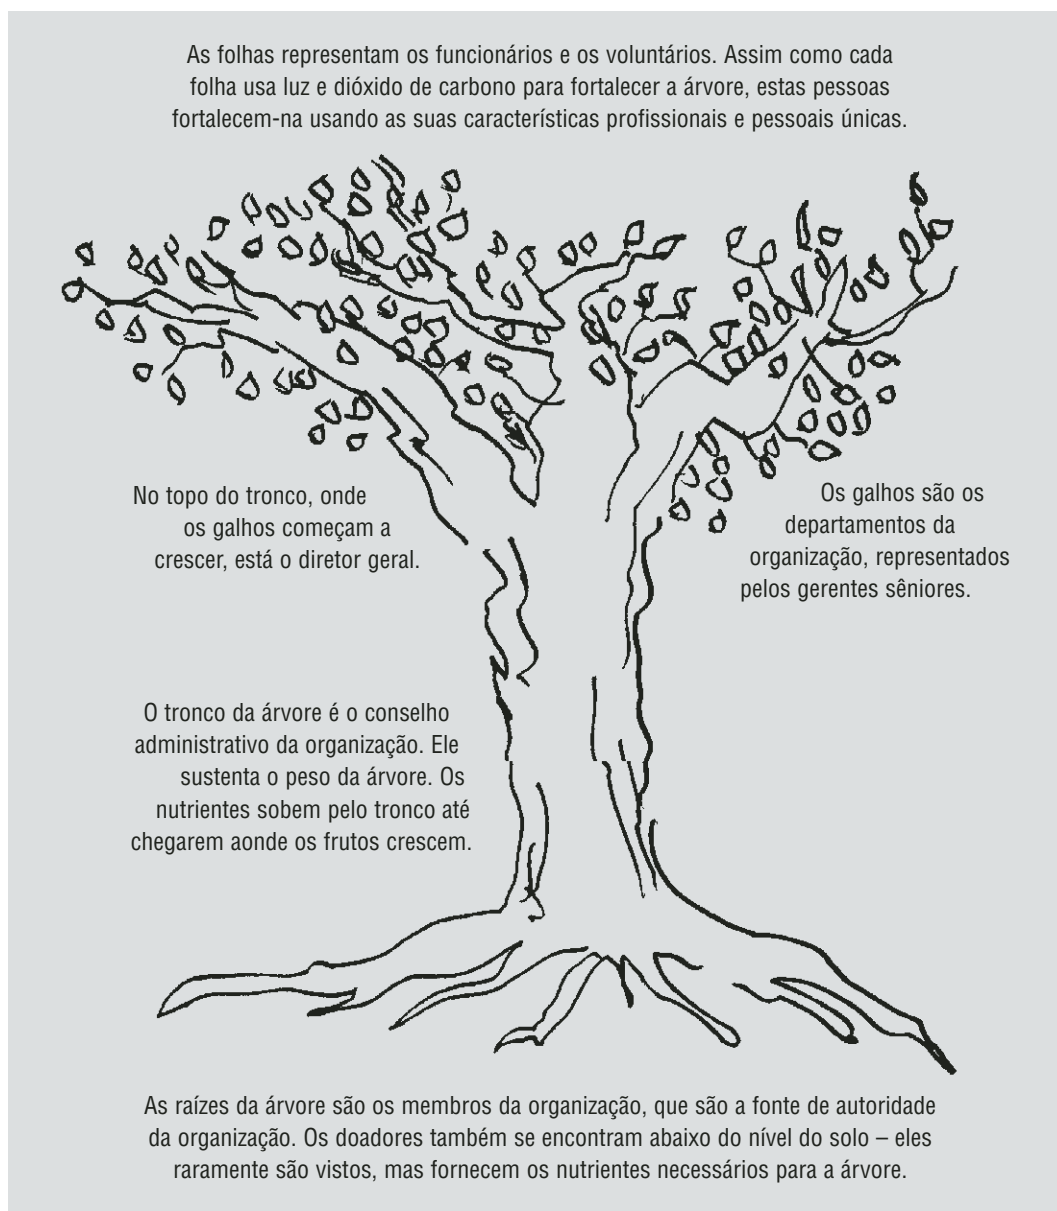 As folhas representam os funcionários e os voluntários. Assim como cada
folha usa luz e dióxido de carbono para fortalecer a árvore, estas pessoas
fortalecem-na usando as suas características profissionais e pessoais únicas.
No topo do tronco, onde
os galhos começam a
crescer, está o diretor geral.
Os galhos são os
departamentos da
organização, representados
pelos gerentes sêniores.
O tronco da árvore é o conselho
administrativo da organização. Ele
sustenta o peso da árvore. Os
nutrientes sobem pelo tronco até
chegarem aonde os frutos crescem.
As raízes da árvore são os membros da organização, que são a fonte de autoridade
da organização. Os doadores também se encontram abaixo do nível do solo – eles
raramente são vistos, mas fornecem os nutrientes necessários para a árvore.